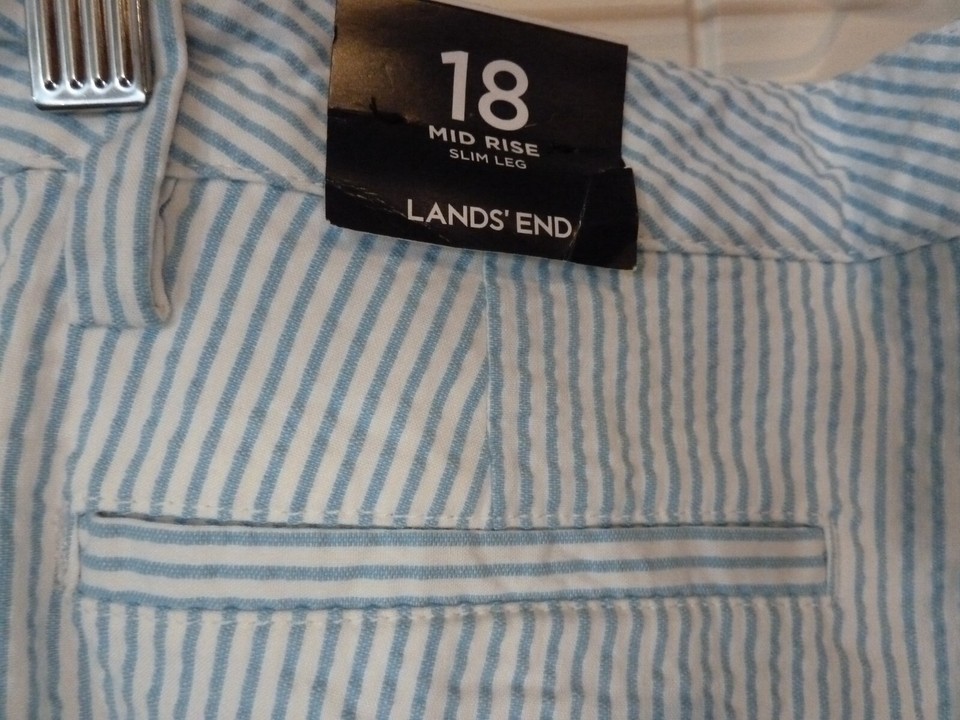 18
MID RISE
SLIM LEG
LANDS' END